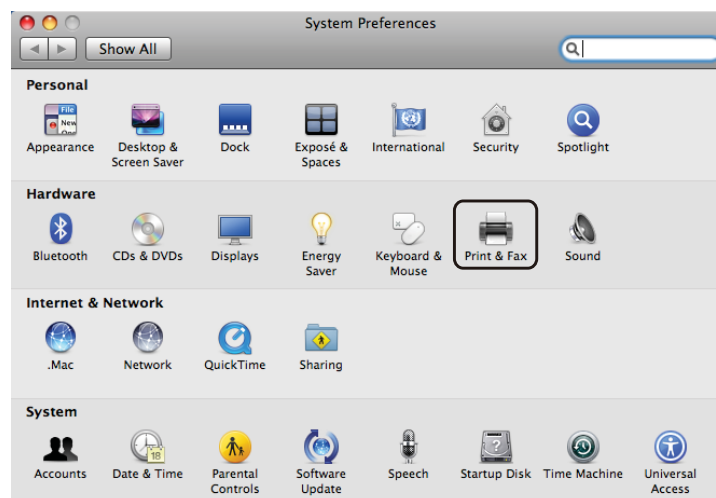 System Preferences
Show All
Personal
File
New
Appearance
Desktop &
Screen Saver
Dock
Exposé &
Spaces
International
Security
Spotlight
Hardware
Bluetooth
CDs & DVDs
Displays
Energy
Saver
Keyboard &
Mouse
Print & Fax
Sound
Internet & Network
.Mac
Network
QuickTime
Sharing
System
Accounts
18
Date & Time
Parental
Controls
Software
Update
Speech
?
Startup Disk
Time Machine
Universal
Access